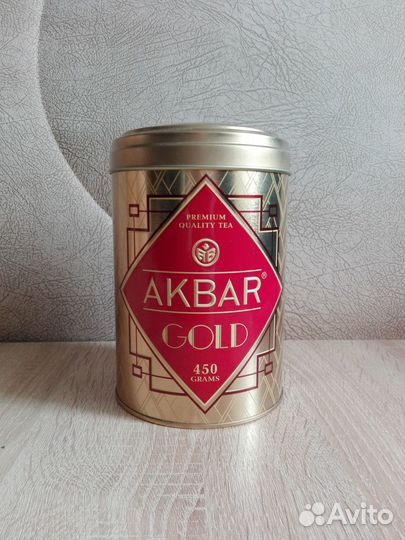 PREMIUM
QUALITY TEA
AKBAR®
GOLD
450
GRAMS
Avito